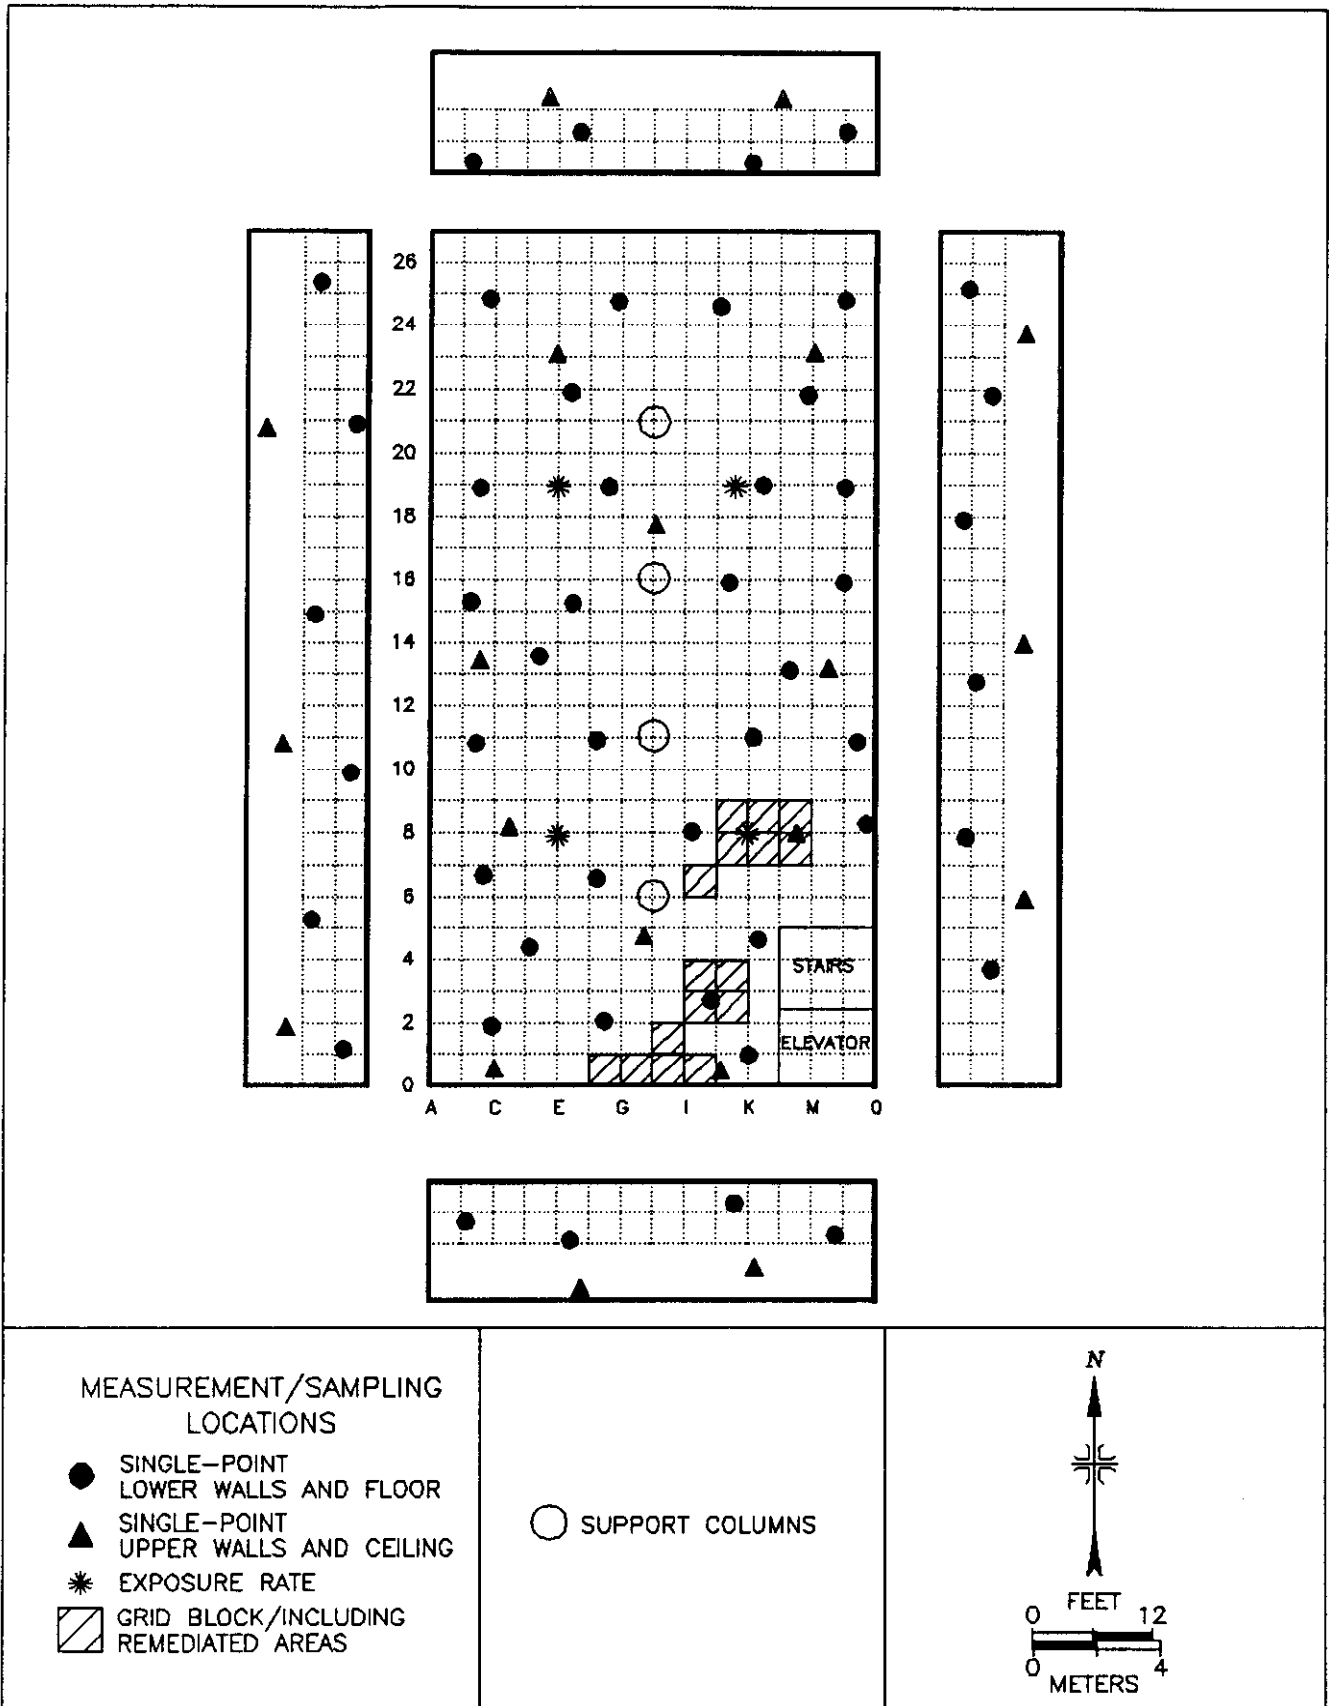 26
24
22
20
18
16
14
12
10
8
6
4
2
0
STAIRS
ELEVATOR
A C E G I K M O
MEASUREMENT/SAMPLING
LOCATIONS
SINGLE-POINT
LOWER WALLS AND FLOOR
SINGLE-POINT
UPPER WALLS AND CEILING
EXPOSURE RATE
GRID BLOCK/INCLUDING
REMEDIATED AREAS
SUPPORT COLUMNS
N
FEET
0 12
0 4
METERS